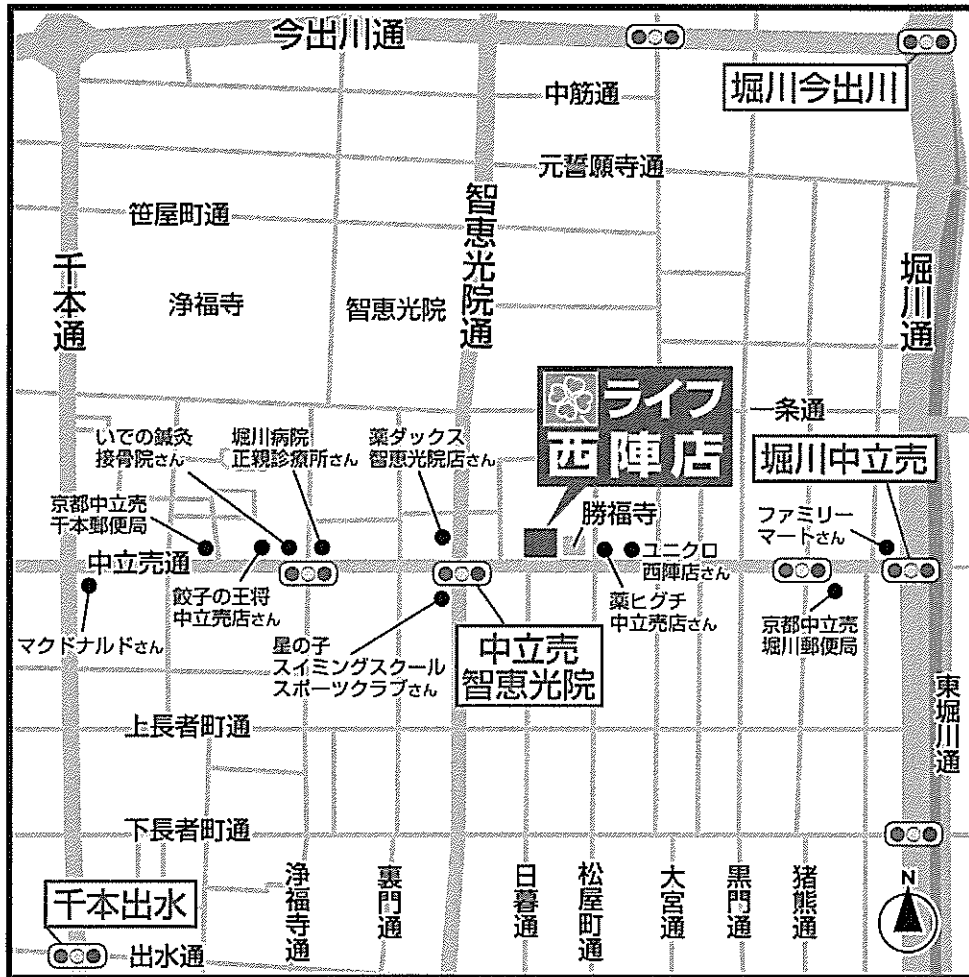 今出川通
堀川今出川
中筋通
元誓願寺通
智恵光院通
笹屋町通
千本通
堀川通
浄福寺
智恵光院
ライフ
西陣店
一条通
堀川中立売
いでの鍼灸
接骨院さん
堀川病院
正親診療所さん
薬ダックス
智恵光院店さん
京都中立売
千本郵便局
勝福寺
ファミリー
マートさん
中立売通
ユニクロ
西陣店さん
餃子の王将
中立売店さん
薬ヒグチ
中立売店さん
京都中立売
堀川郵便局
マクドナルドさん
星の子
スイミングスクール
スポーツクラブさん
中立売
智恵光院
東堀川通
上長者町通
下長者町通
浄福寺通
裏門通
日暮通
松屋町通
大宮通
黒門通
猪熊通
N
千本出水
出水通